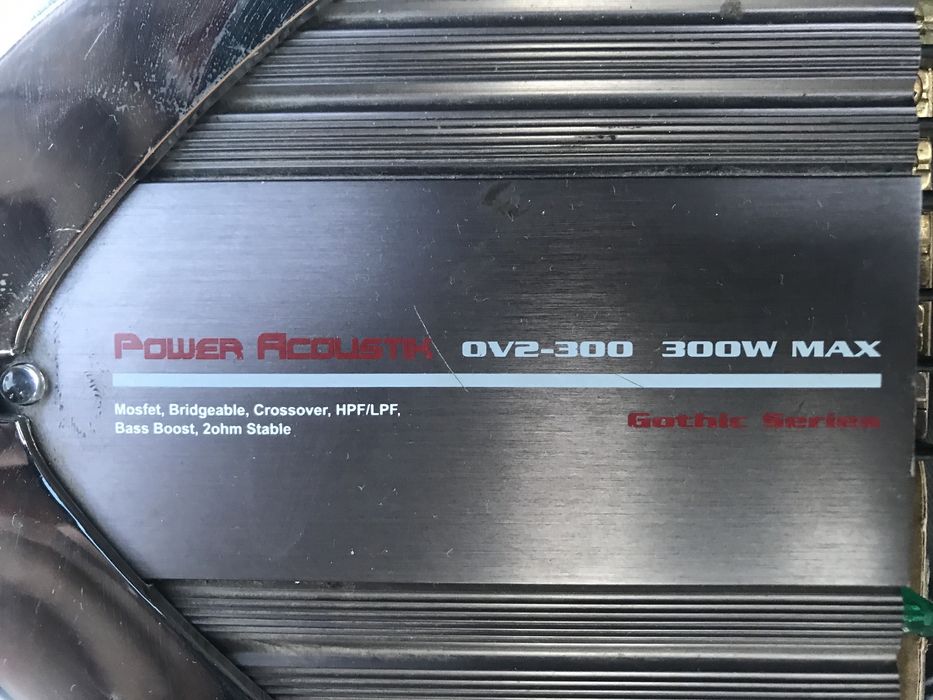 Power Acoustik OV2-300 300W MAX
Mosfet, Bridgeable, Crossover, HPF/LPF,
Bass Boost, 2ohm Stable
Gothic Series